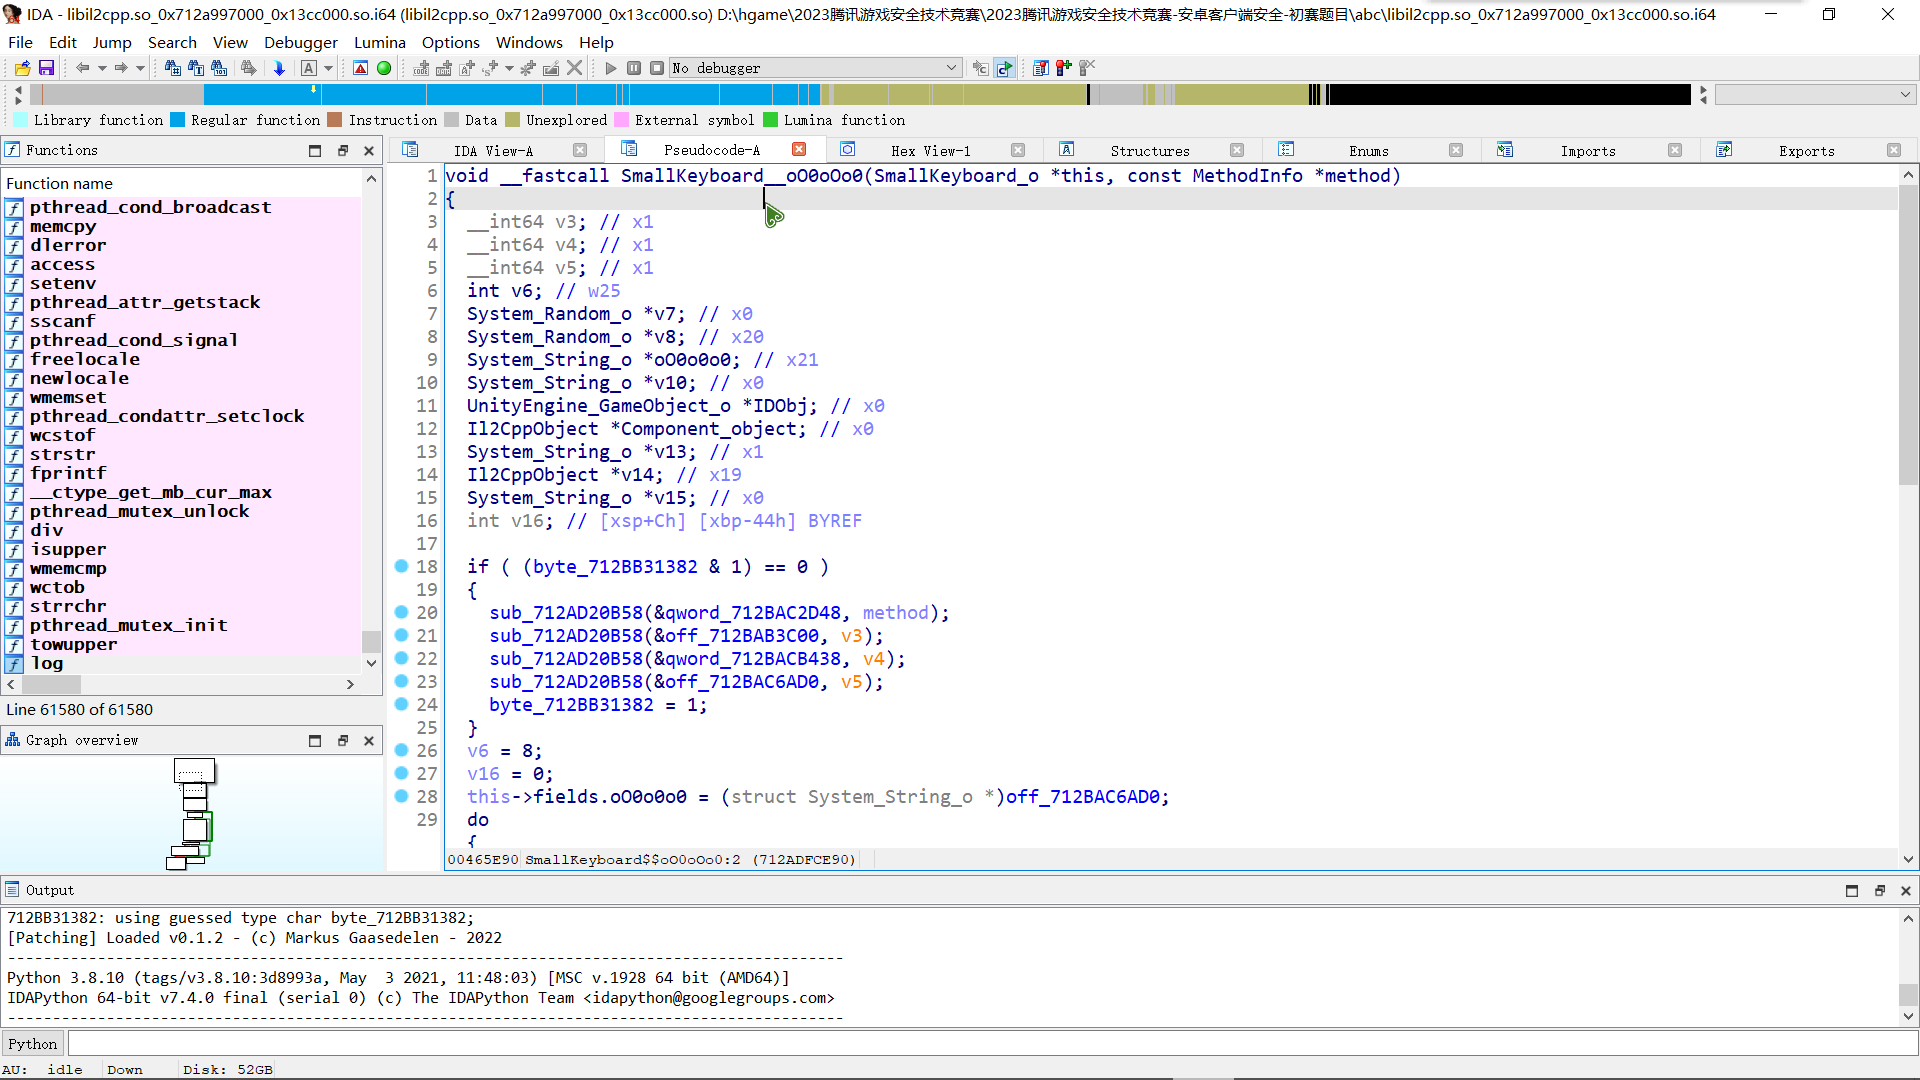 IDA - libil2cpp.so_0x712a997000_0x13cc000.so.i64 (libil2cpp.so_0x712a997000_0x13cc000.so) D:\hgame\2023腾讯游戏安全技术竞赛\2023腾讯游戏安全技术竞赛-安卓客户端安全-初赛题目\abc\libil2cpp.so_0x712a997000_0x13cc000.so.i64
File Edit Jump Search View Debugger Lumina Options Windows Help
No debugger
Library function Regular function Instruction Data Unexplored External symbol Lumina function
Functions
IDA View-A Pseudocode-A Hex View-1 Structures Enums Imports Exports
Function name
pthread_cond_broadcast
memcpy
dlerror
access
setenv
pthread_attr_getstack
sscanf
pthread_cond_signal
freelocale
newlocale
wmemset
pthread_condattr_setclock
wcstof
strstr
fprintf
__ctype_get_mb_cur_max
pthread_mutex_unlock
div
isupper
wmemcmp
wctob
strrchr
pthread_mutex_init
towupper
log
Line 61580 of 61580
Graph overview
1 void __fastcall SmallKeyboard__oO0oOo0(SmallKeyboard_o *this, const MethodInfo *method)
2 {
3 __int64 v3; // x1
4 __int64 v4; // x1
5 __int64 v5; // x1
6 int v6; // w25
7 System_Random_o *v7; // x0
8 System_Random_o *v8; // x20
9 System_String_o *oO0o0o0; // x21
10 System_String_o *v10; // x0
11 UnityEngine_GameObject_o *IDObj; // x0
12 Il2CppObject *Component_object; // x0
13 System_String_o *v13; // x1
14 Il2CppObject *v14; // x19
15 System_String_o *v15; // x0
16 int v16; // [xsp+Ch] [xbp-44h] BYREF
17
18 if ( (byte_712BB31382 & 1) == 0 )
19 {
20 sub_712AD20B58(&qword_712BAC2D48, method);
21 sub_712AD20B58(&off_712BAB3C00, v3);
22 sub_712AD20B58(&qword_712BACB438, v4);
23 sub_712AD20B58(&off_712BAC6AD0, v5);
24 byte_712BB31382 = 1;
25 }
26 v6 = 8;
27 v16 = 0;
28 this->fields.oO0o0o0 = (struct System_String_o *)off_712BAC6AD0;
29 do
{
00465E90 SmallKeyboard$$oO0oOo0:2 (712ADFCE90)
Output
712BB31382: using guessed type char byte_712BB31382;
[Patching] Loaded v0.1.2 - (c) Markus Gaasedelen - 2022
Python 3.8.10 (tags/v3.8.10:3d8993a, May  3 2021, 11:48:03) [MSC v.1928 64 bit (AMD64)]
IDAPython 64-bit v7.4.0 final (serial 0) (c) The IDAPython Team <idapython@googlegroups.com>
Python
AU: idle Down Disk: 52GB